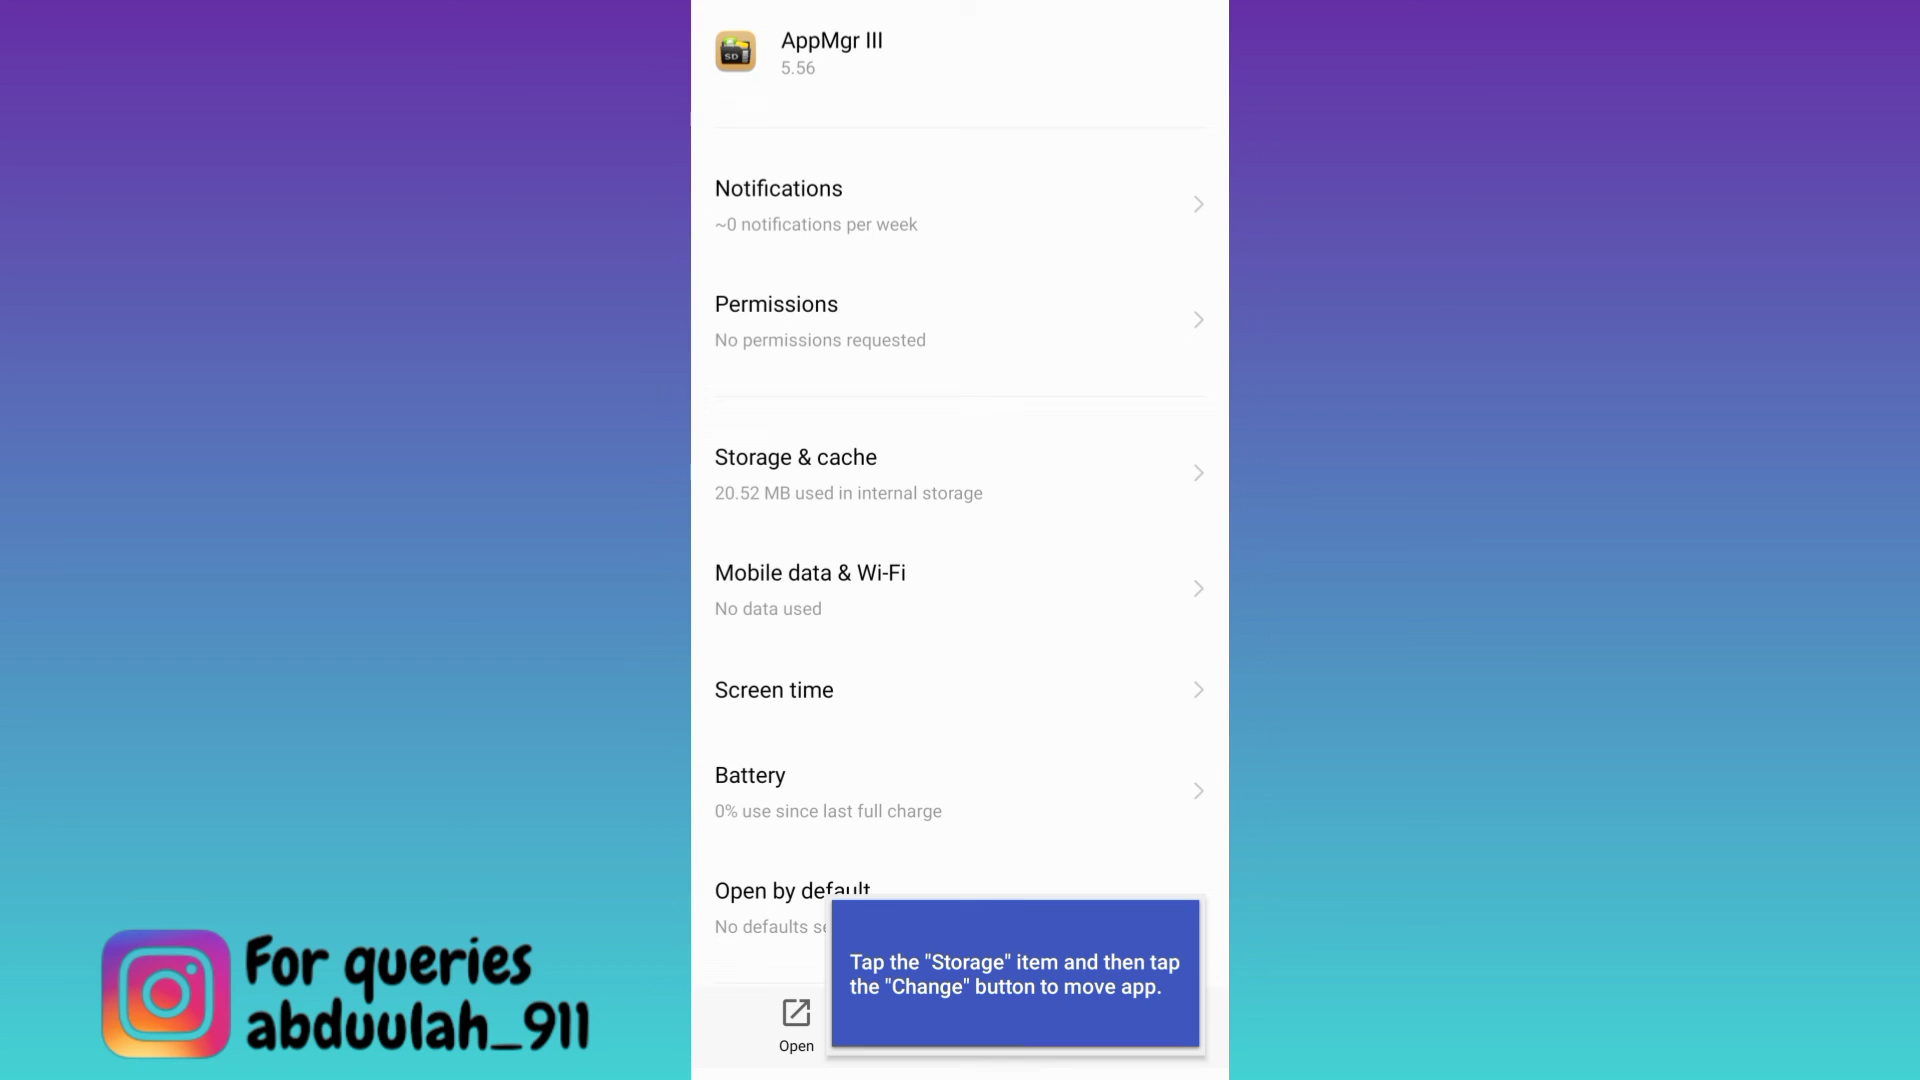 AppMgr III
5.56
Notifications
~0 notifications per week
Permissions
No permissions requested
Storage & cache
20.52 MB used in internal storage
Mobile data & Wi-Fi
No data used
Screen time
Battery
0% use since last full charge
Open by default
No defaults
Tap the "Storage" item and then tap
the "Change" button to move app.
Open
For queries
abduulah_911
SD